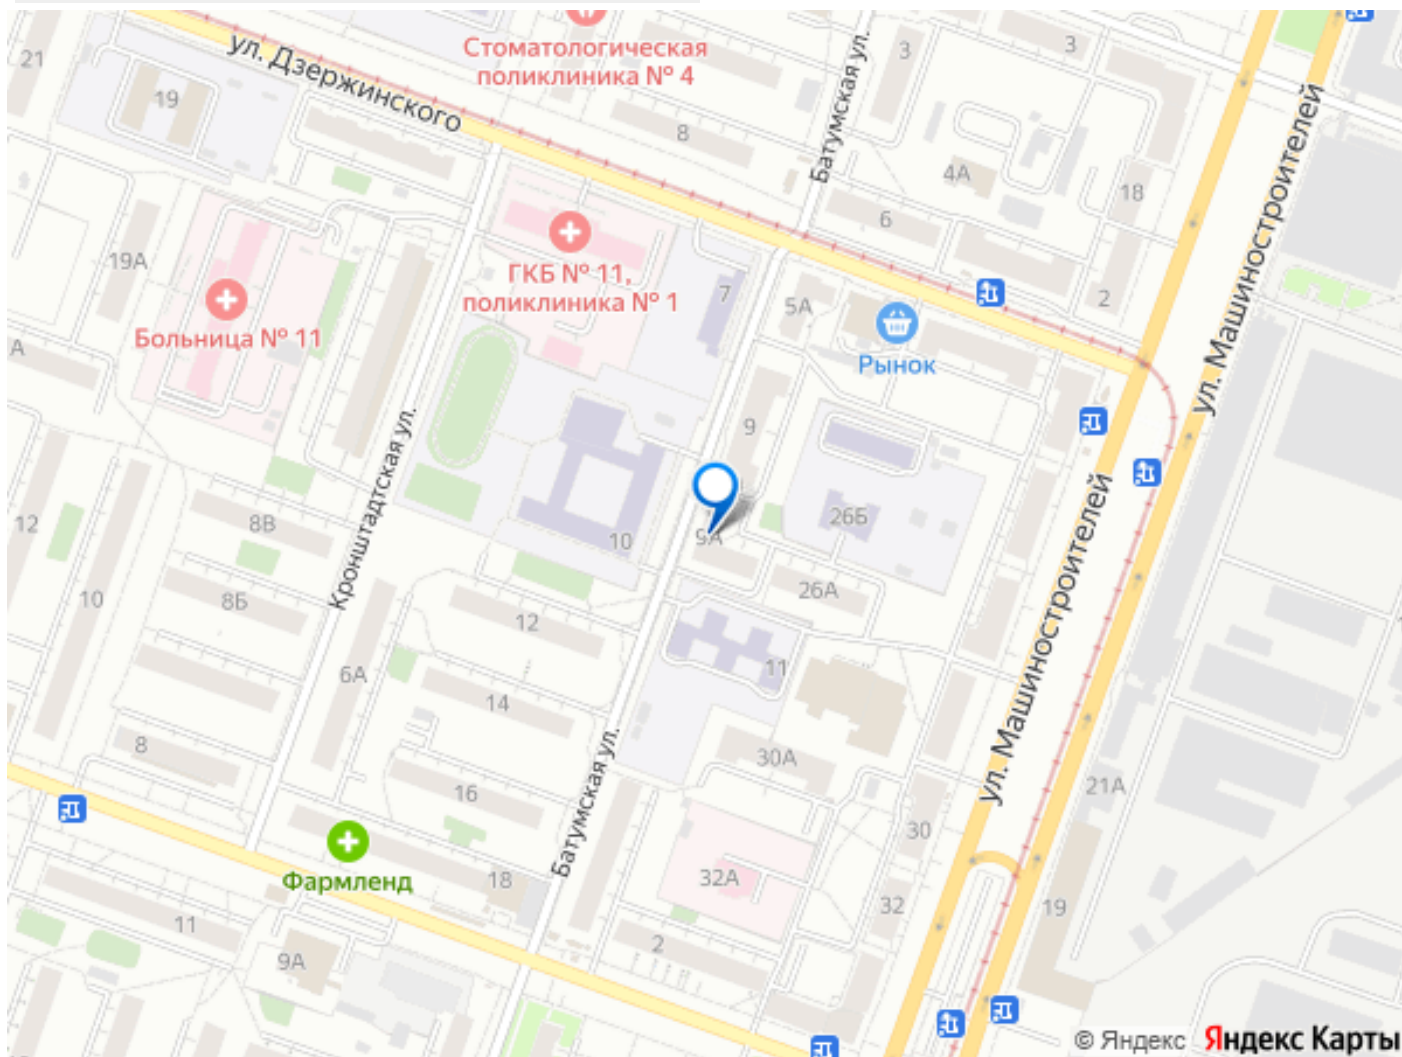 Стоматологическая
поликлиника № 4
ул. Дзержинского
Батумская ул.
3
3
21
19
8
4А
18
6
19А
ГКБ № 11,
поликлиника № 1
7
5А
2
Больница № 11
Рынок
ул. Машиностроителей
А
9
Кронштадтская ул.
12
8В
10
9А
26Б
10
8Б
12
26А
ул. Машиностроителей
6А
14
11
8
16
Батумская ул.
30А
21А
30
Фармленд
18
32А
32
19
11
9А
2
© Яндекс Яндекс Карты